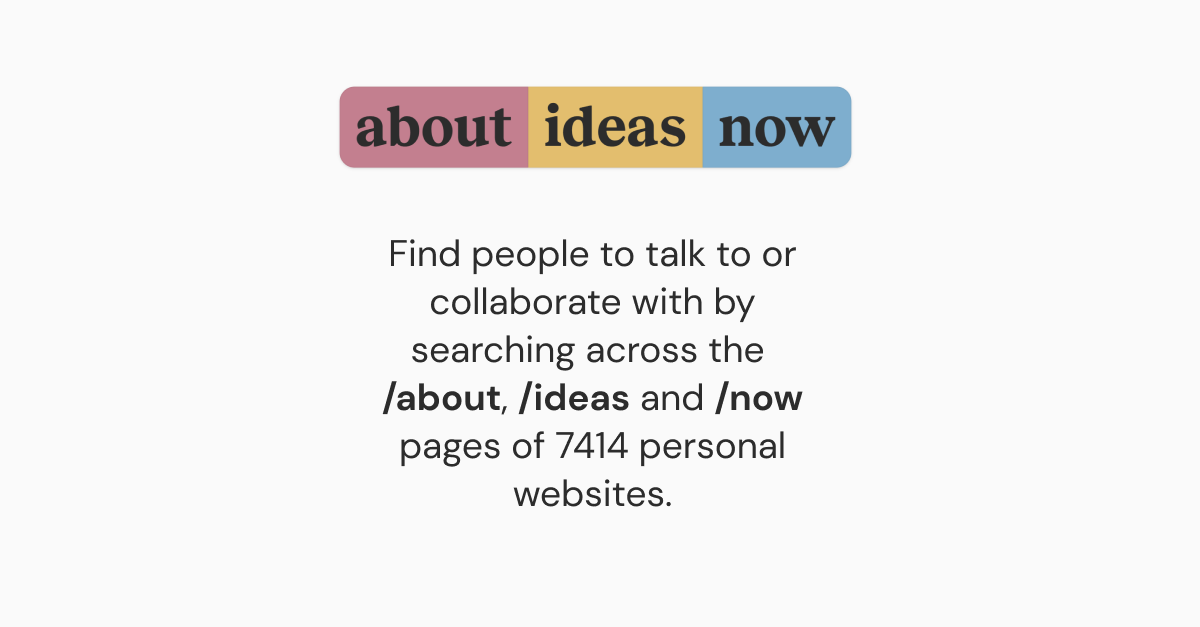 about ideas now
Find people to talk to or
collaborate with by
searching across the
/about, /ideas and /now
pages of 7414 personal
websites.